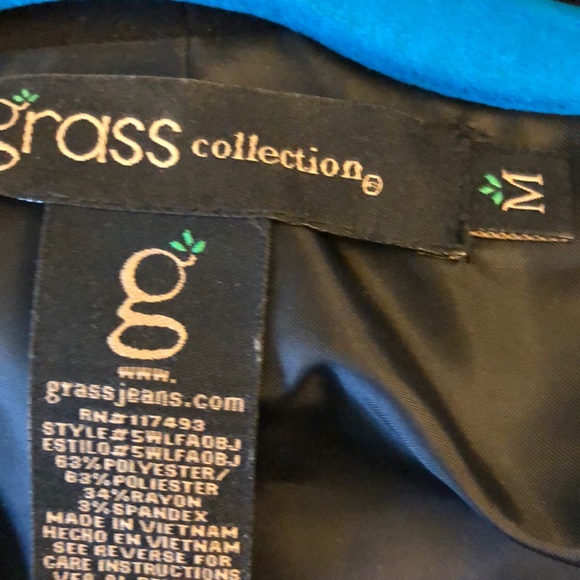 grass collection®
M
g
www.
grassjeans.com
RN#117493
STYLE#5WLFA0BJ
ESTILO#5WLFA0BJ
63%POLYESTER/
63%POLIESTER
34%RAYON
3%SPANDEX
MADE IN VIETNAM
HECHO EN VIETNAM
SEE REVERSE FOR
CARE INSTRUCTIONS